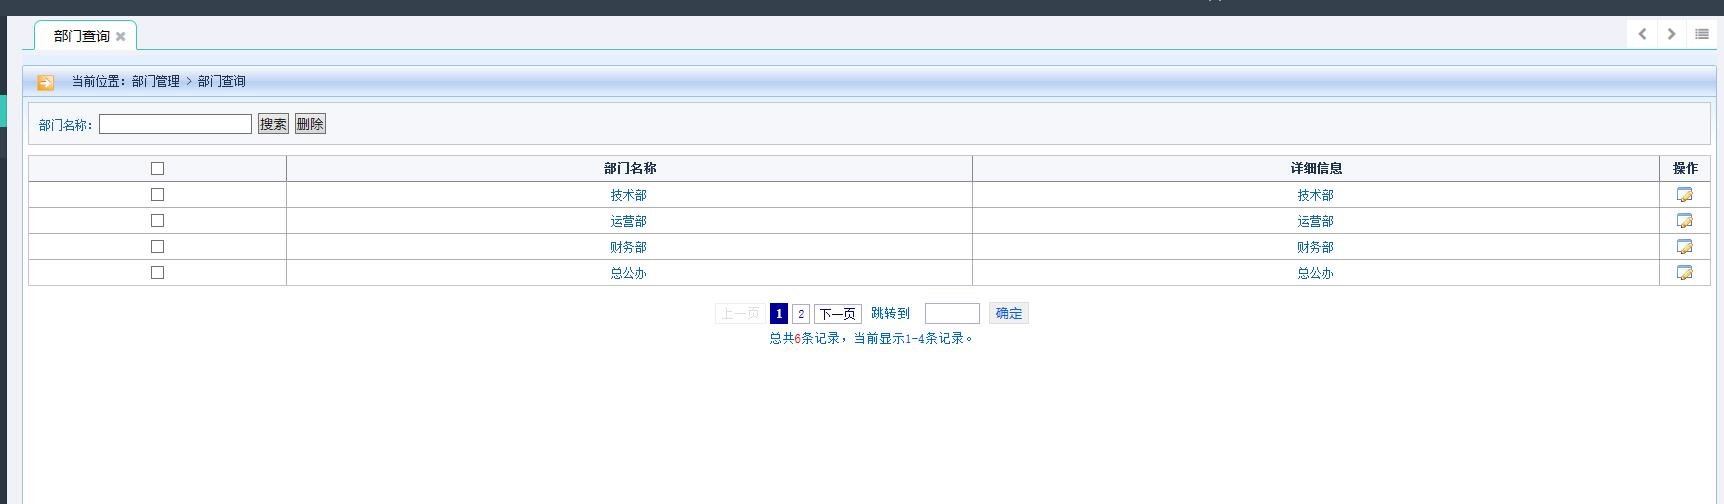 部门查询
当前位置：部门管理 > 部门查询
部门名称： 搜索 删除
部门名称 详细信息 操作
技术部 技术部
运营部 运营部
财务部 财务部
总公办 总公办
上一页 1 2 下一页 跳转到 确定
总共6条记录，当前显示1-4条记录。